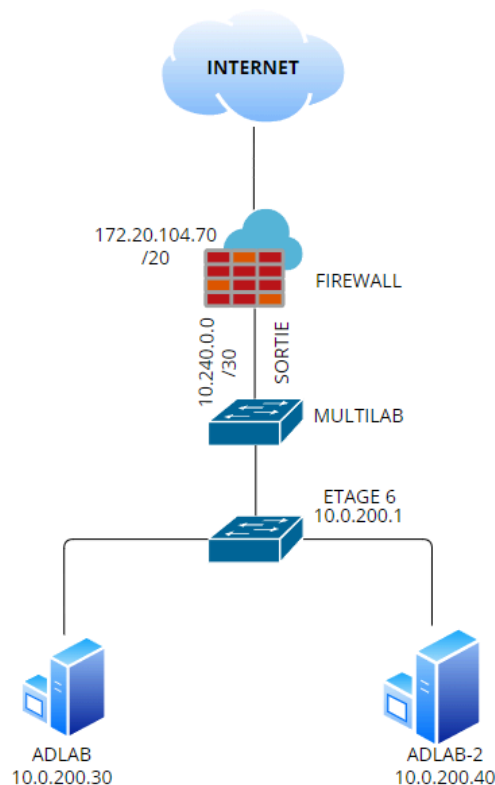 INTERNET
172.20.104.70
/20
FIREWALL
10.240.0.0
/30
SORTIE
MULTILAB
ETAGE 6
10.0.200.1
ADLAB
10.0.200.30
ADLAB-2
10.0.200.40